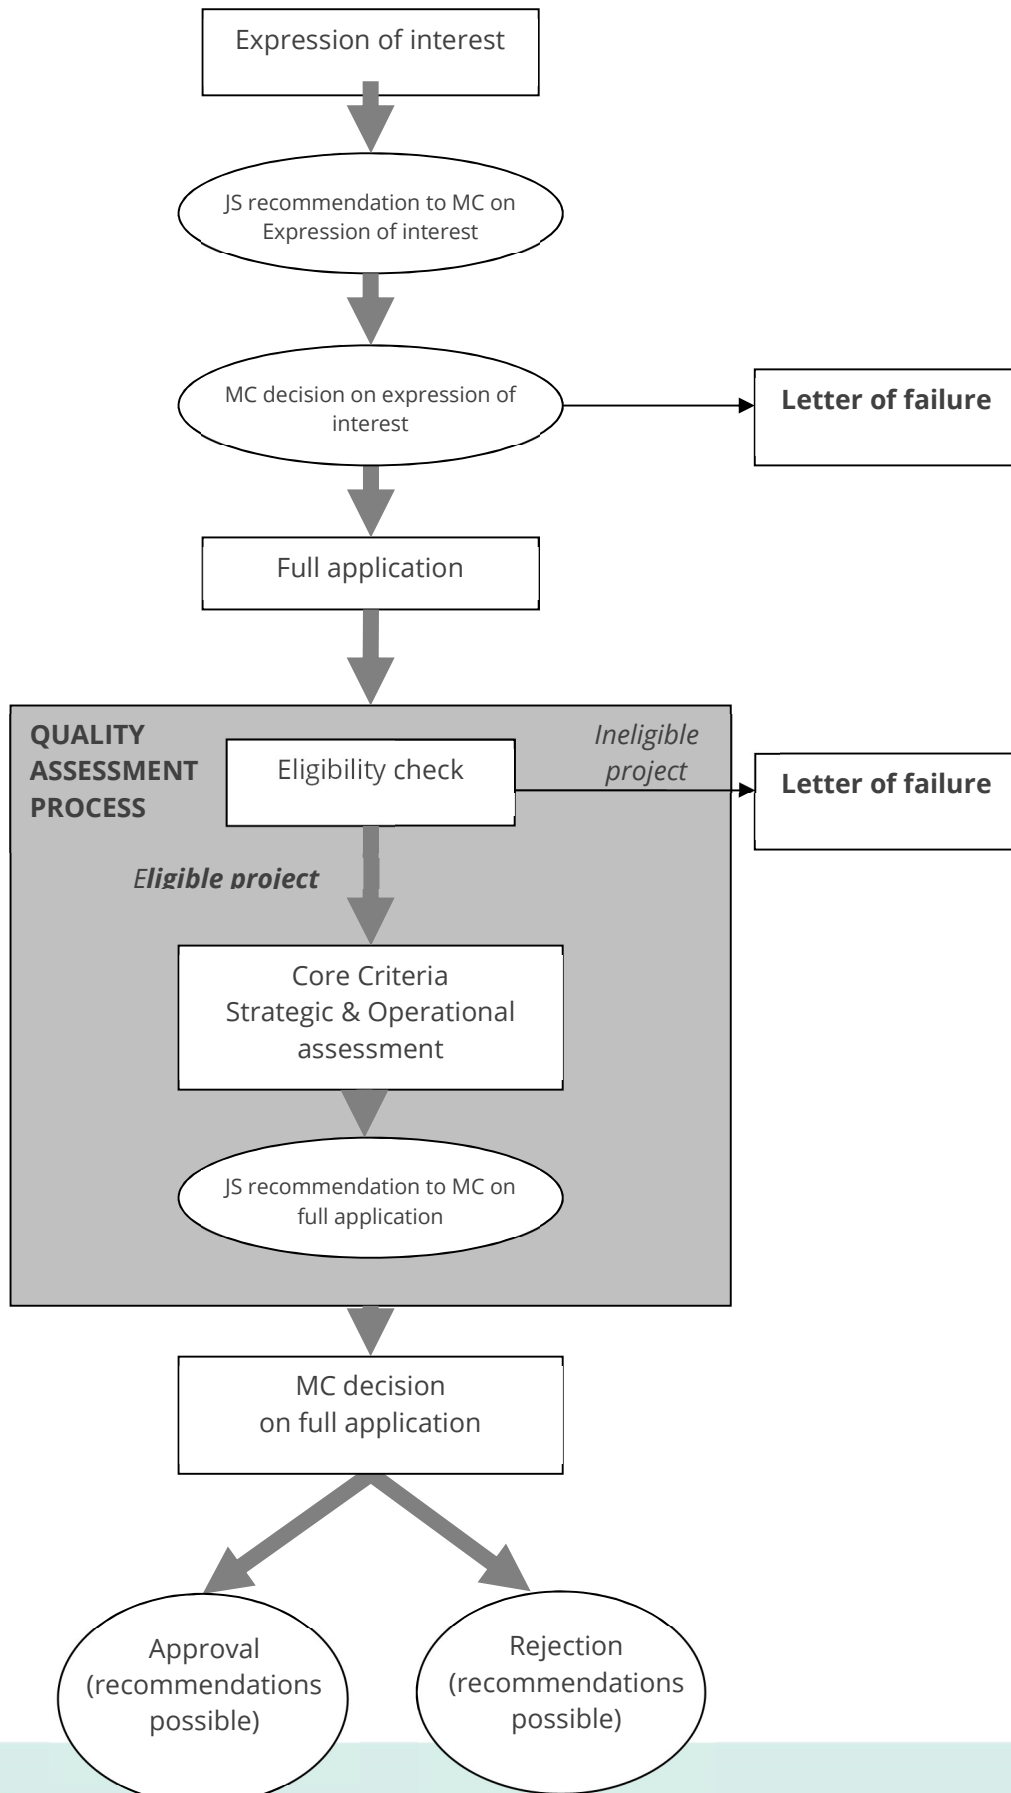 Expression of interest
JS recommendation to MC on
Expression of interest
MC decision on expression of
interest
Letter of failure
Full application
QUALITY
ASSESSMENT
PROCESS
Eligibility check
Ineligible
project
Letter of failure
Eligible project
Core Criteria
Strategic & Operational
assessment
JS recommendation to MC on
full application
MC decision
on full application
Approval
(recommendations
possible)
Rejection
(recommendations
possible)